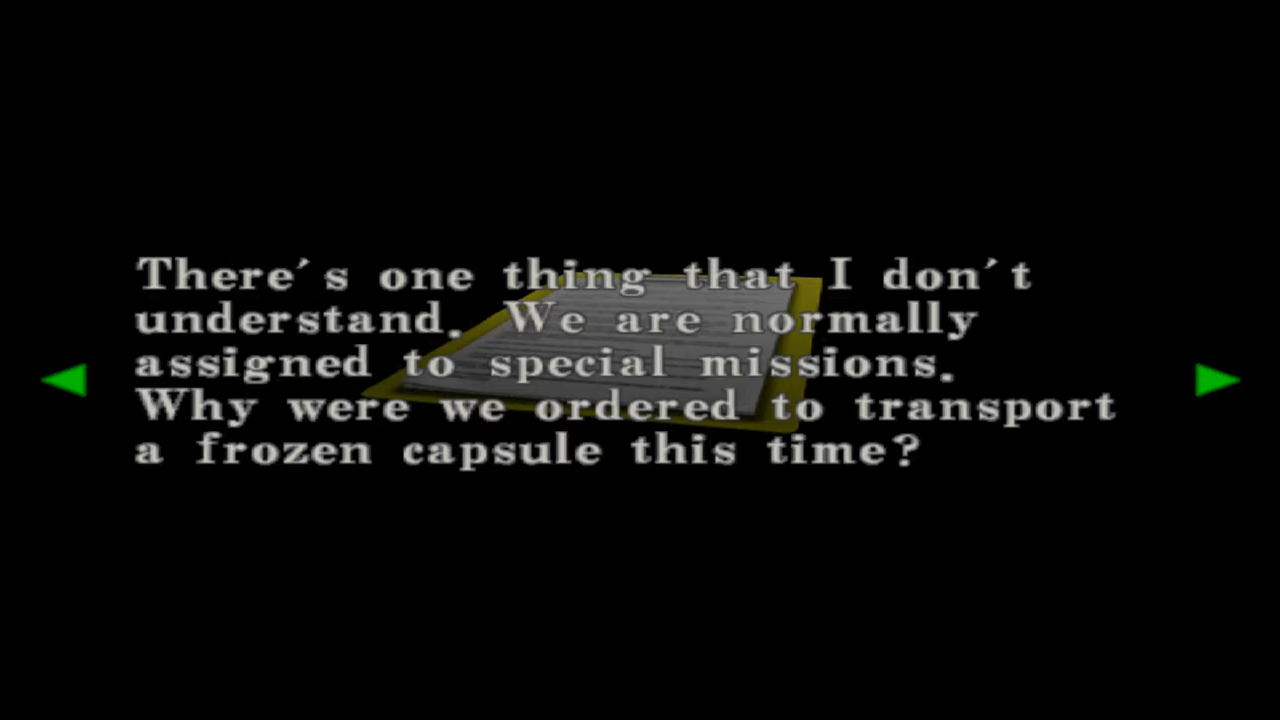 There's one thing that I don't
understand. We are normally
assigned to special missions.
Why were we ordered to transport
a frozen capsule this time?